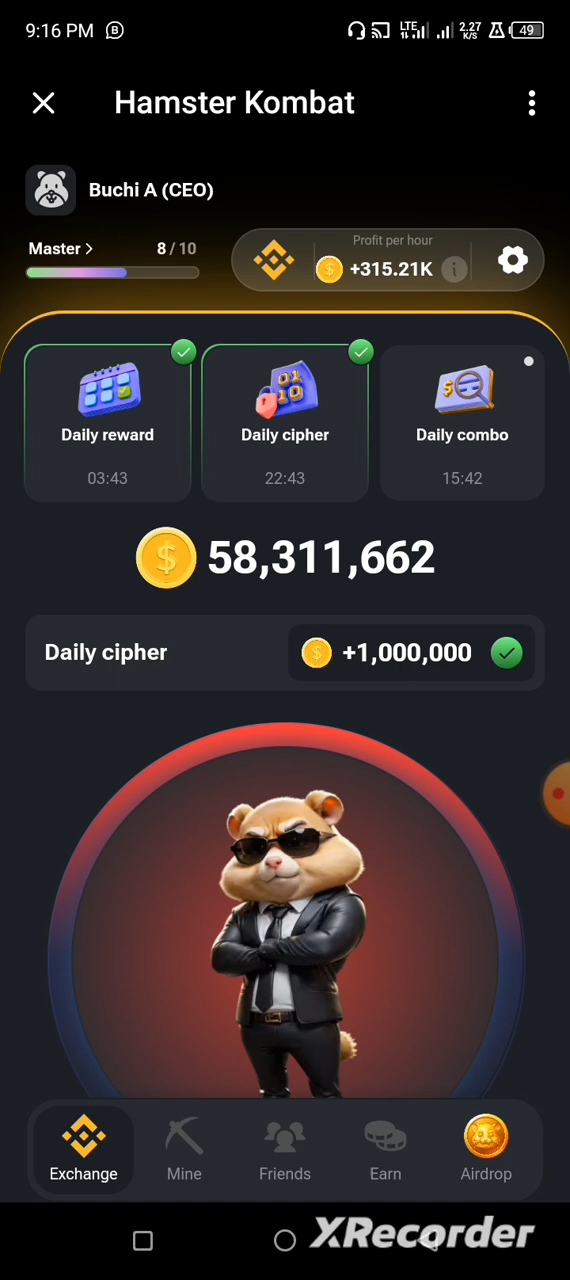 9:16 PM
LTE
2.27
K/S
49
Hamster Kombat
Buchi A (CEO)
Master
8 / 10
Profit per hour
+315.21K
Daily reward
Daily cipher
Daily combo
03:43
22:43
15:42
58,311,662
Daily cipher
+1,000,000
Exchange
Mine
Friends
Earn
Airdrop
XRecorder